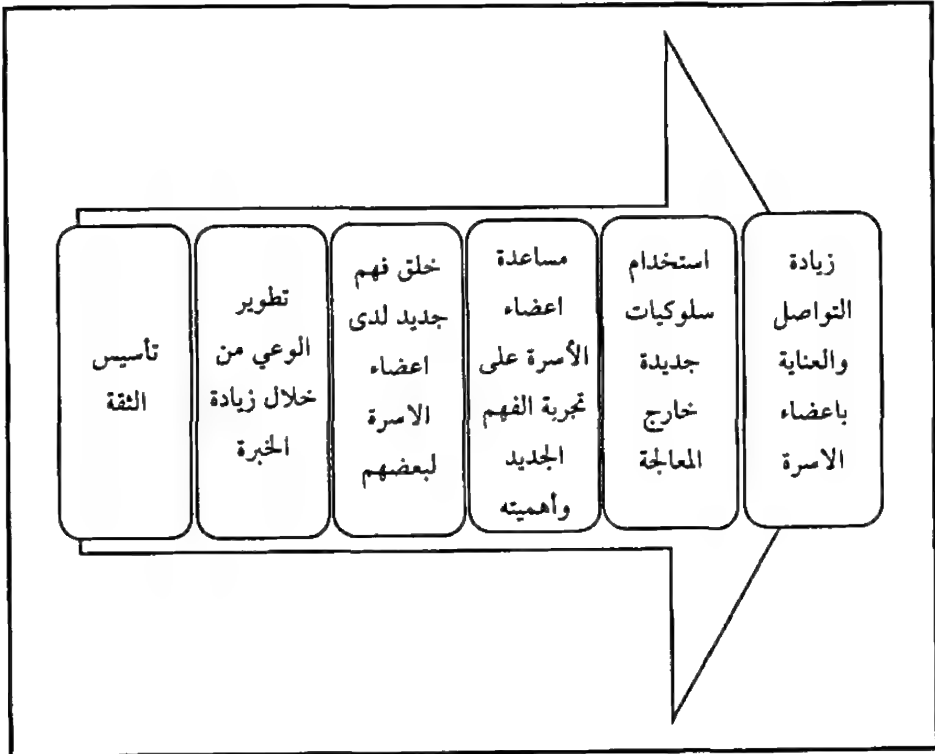 تأسيس
الثقة
تطوير
الوعي من
خلال زيادة
الخبرة
خلق فهم
جديد لدى
اعضاء
الاسرة
لبعضهم
مساعدة
اعضاء
الأسرة على
تجربة الفهم
الجديد
وأهميته
استخدام
سلوكيات
جديدة
خارج
المعالجة
زيادة
التواصل
والعناية
باعضاء
الاسرة